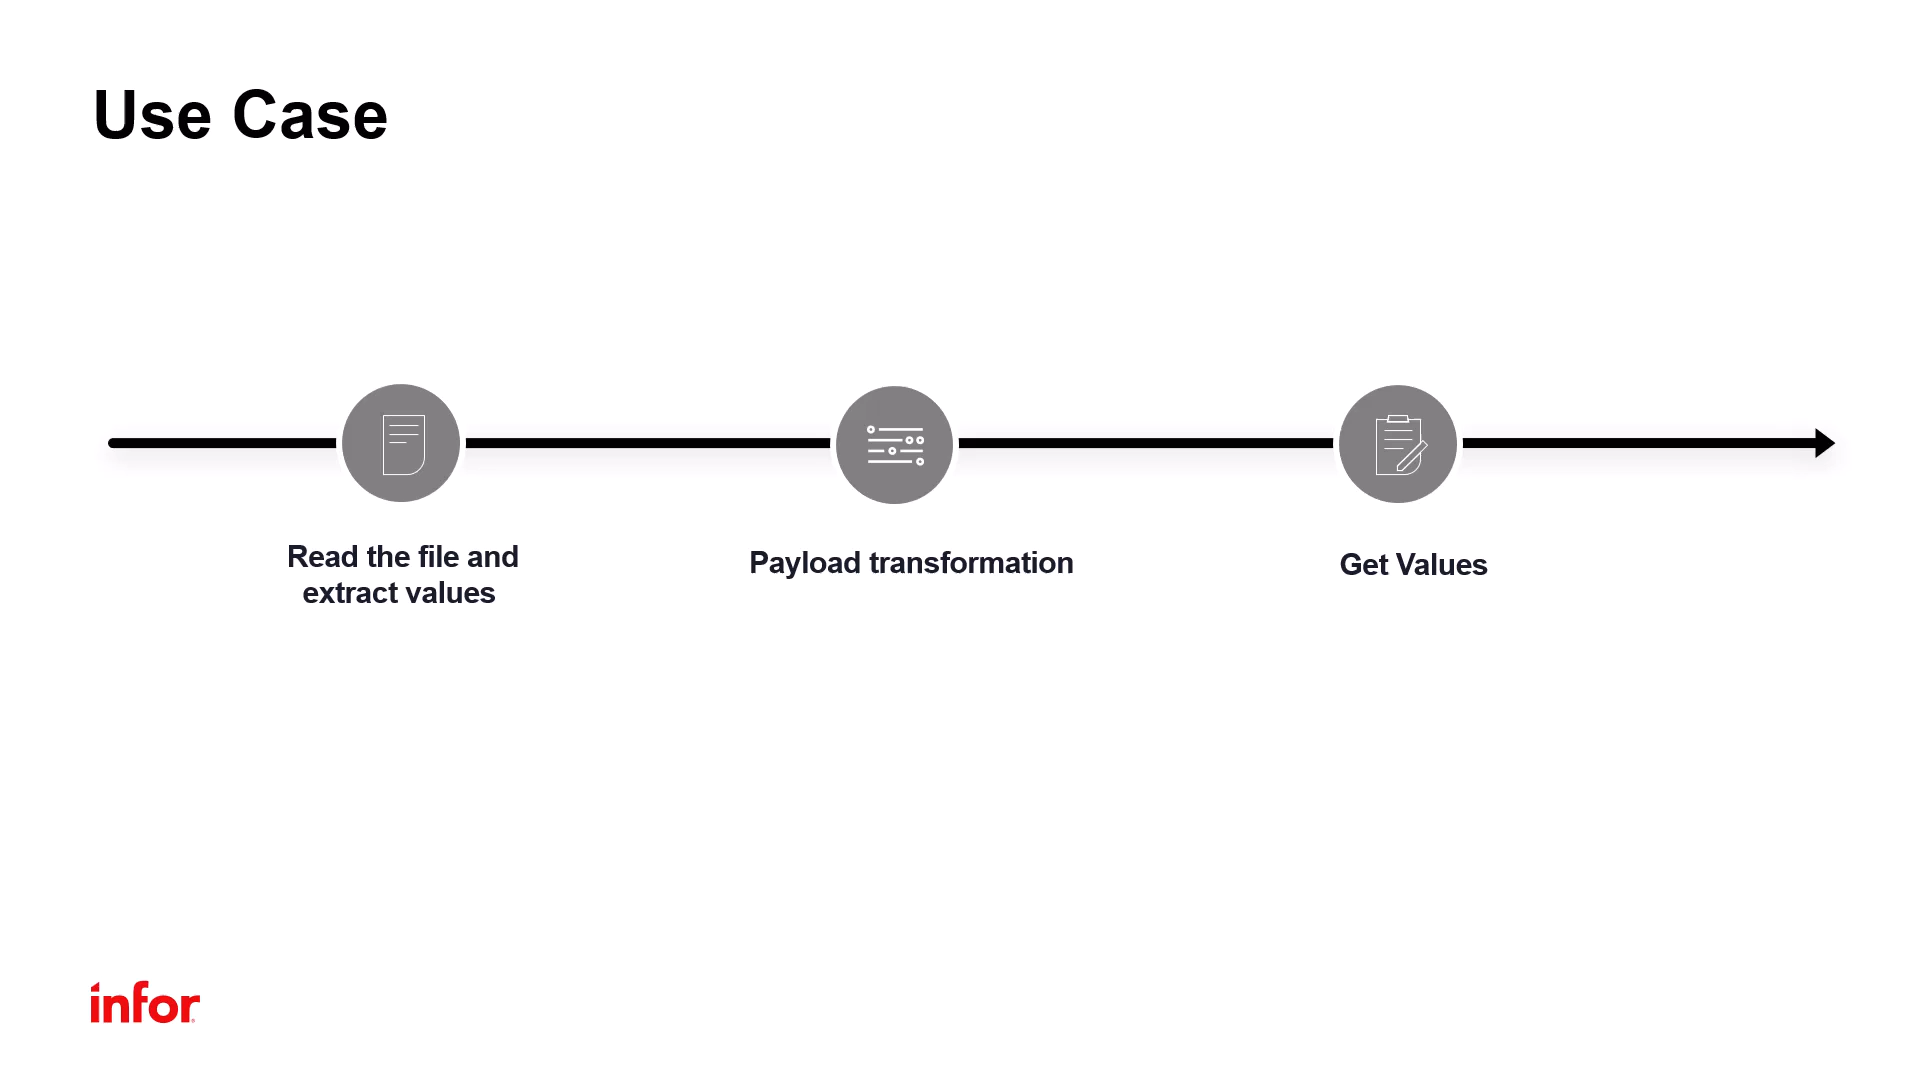 Use Case
Read the file and
extract values
Payload transformation
Get Values
infor